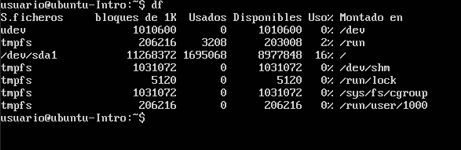 usuario@ubuntu-Intro:~$ df
S.ficheros bloques de 1K Usados Disponibles Uso% Montado en
udev 1010600 0 1010600 0% /dev
tmpfs 206216 3208 203008 2% /run
/dev/sda1 11268372 1695068 8977848 16% /
tmpfs 1031072 0 1031072 0% /dev/shm
tmpfs 5120 0 5120 0% /run/lock
tmpfs 1031072 0 1031072 0% /sys/fs/cgroup
tmpfs 206216 0 206216 0% /run/user/1000
usuario@ubuntu-Intro:~$